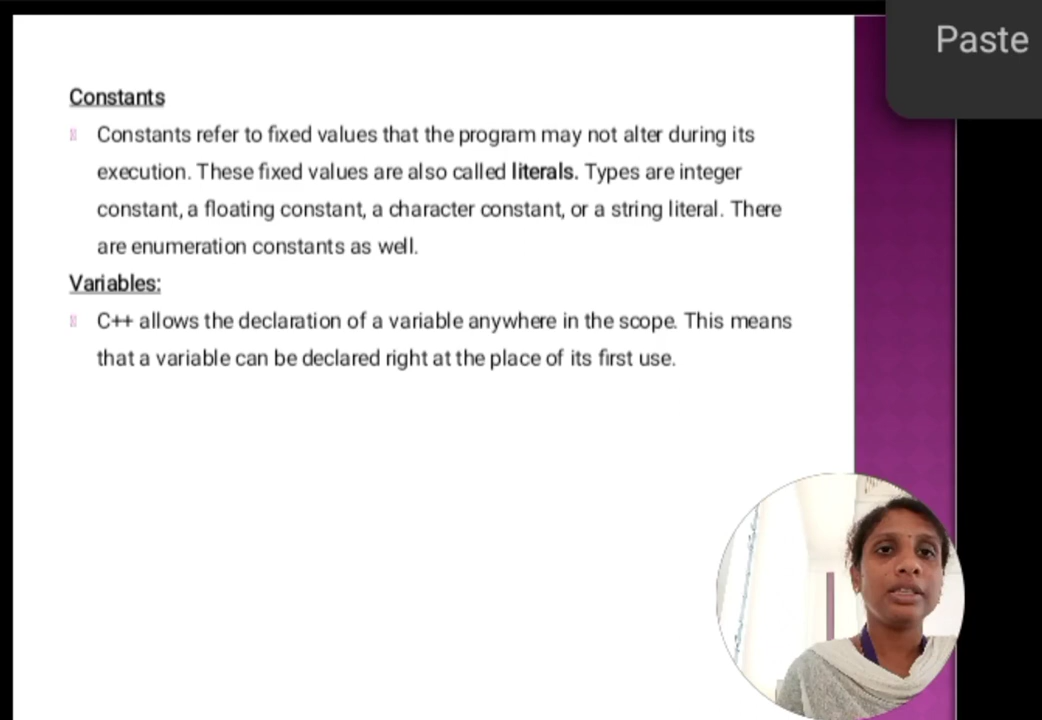 Paste
Constants
Constants refer to fixed values that the program may not alter during its
execution. These fixed values are also called literals. Types are integer
constant, a floating constant, a character constant, or a string literal. There
are enumeration constants as well.
Variables:
C++ allows the declaration of a variable anywhere in the scope. This means
that a variable can be declared right at the place of its first use.